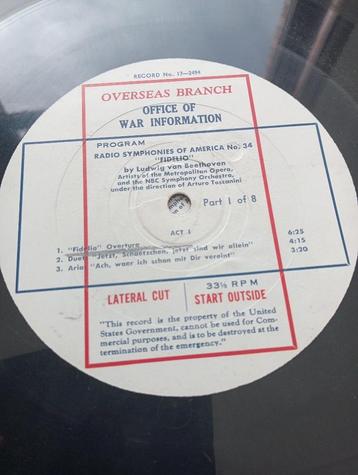 RECORD No. 17-2494
OVERSEAS BRANCH
OFFICE OF
WAR INFORMATION
PROGRAM
RADIO SYMPHONIES OF AMERICA No. 34
"FIDELIO"
by Ludwig van Beethoven
Artists of the Metropolitan Opera,
and the NBC Symphony Orchestra,
under the direction of Arturo Toscanini
Part 1 of 8
ACT I
1. "Fidelio" Overture 6:25
2. Duet "Jetzt, Schaetzchen, jetzt sind wir allein" 4:15
3. Aria "Ach, waer ich schon mit Dir vereint" 3:20
LATERAL CUT
33⅓ RPM
START OUTSIDE
"This record is the property of the United
States Government, cannot be used for Com-
mercial purposes, and is to be destroyed at the
termination of the emergency."